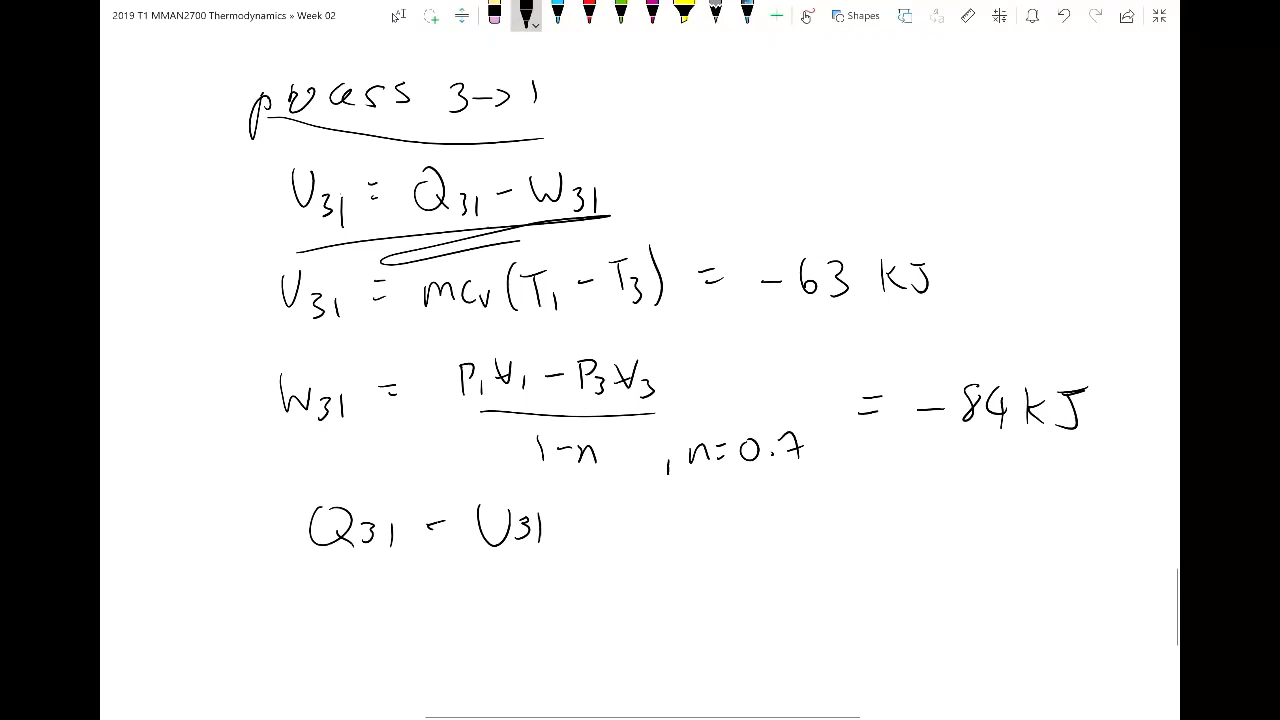 2019 T1 MMAN2700 Thermodynamics » Week 02
Shapes
process 3→1
U31 = Q31 - W31
U31 = mcv(T1 - T3) = -63 kJ
W31 = P1V1 - P3V3 / 1-n , n=0.7 = -84 kJ
Q31 - U31